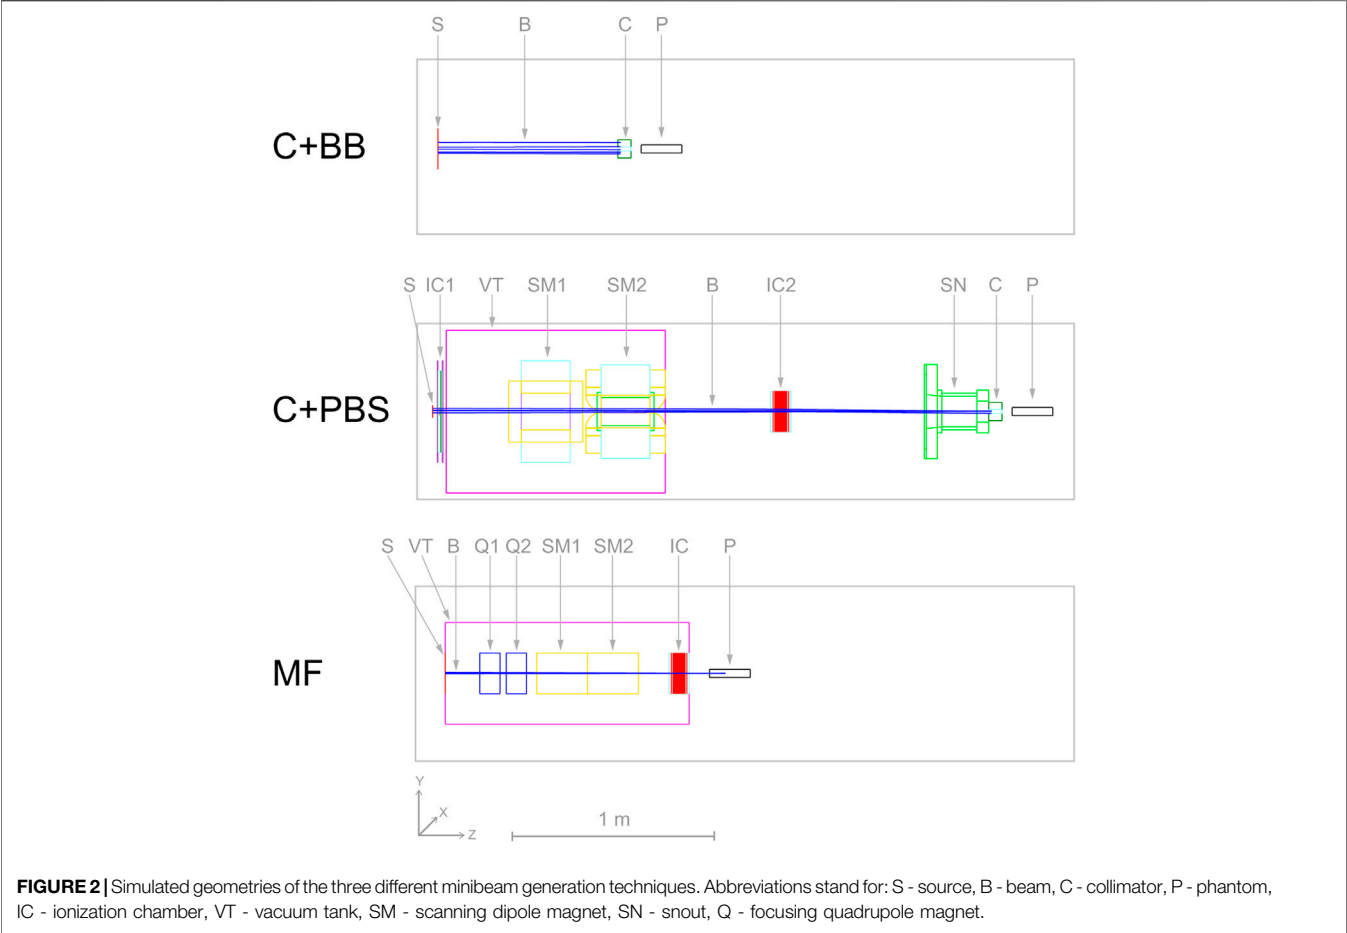 S B C P
C+BB
S IC1 VT SM1 SM2 B IC2 SN C P
C+PBS
S VT B Q1 Q2 SM1 SM2 IC P
MF
Y
X
Z
1 m
FIGURE 2 | Simulated geometries of the three different minibeam generation techniques. Abbreviations stand for: S - source, B - beam, C - collimator, P - phantom,
IC - ionization chamber, VT - vacuum tank, SM - scanning dipole magnet, SN - snout, Q - focusing quadrupole magnet.